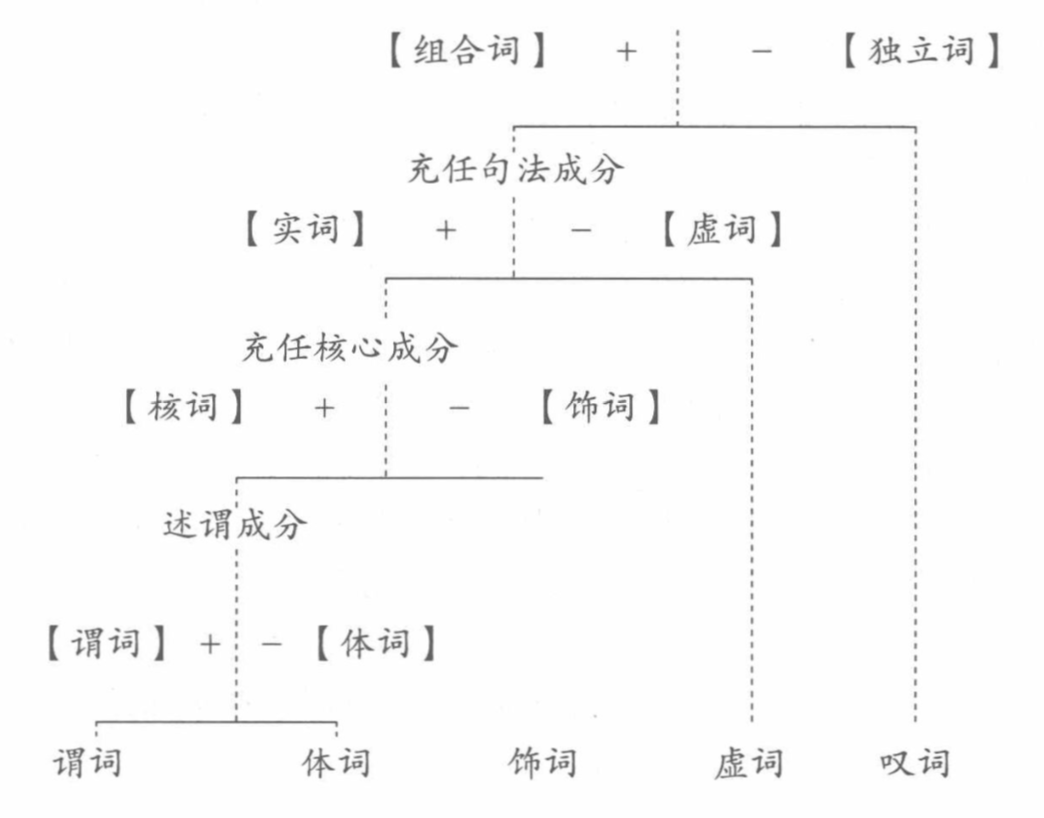 【组合词】 + - 【独立词】
充任句法成分
【实词】 + - 【虚词】
充任核心成分
【核词】 + - 【饰词】
述谓成分
【谓词】 + - 【体词】
谓词 体词 饰词 虚词 叹词